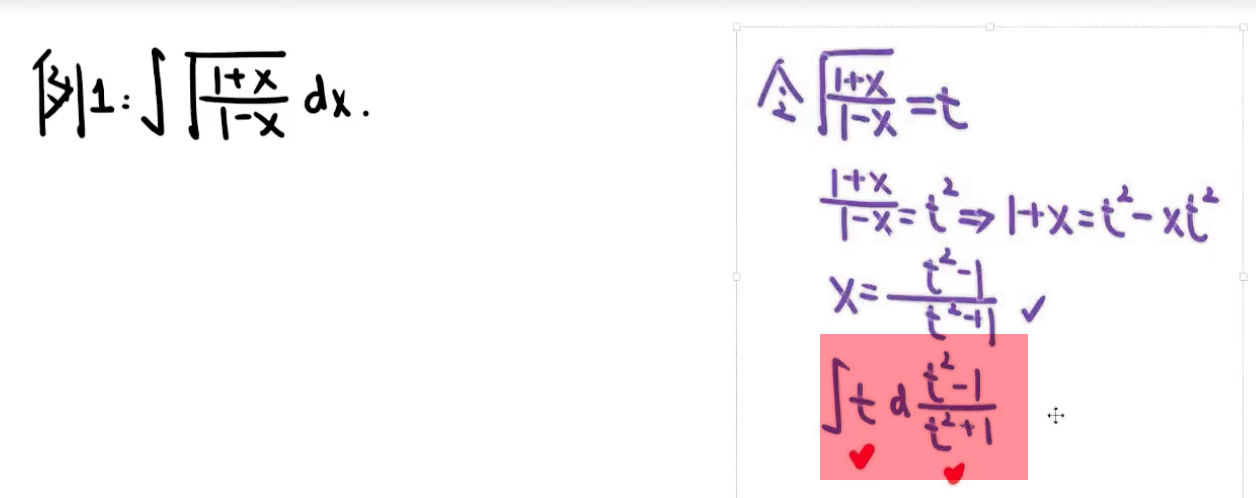 例1: ∫√((1+x)/(1-x)) dx.
令 √((1+x)/(1-x)) = t
(1+x)/(1-x) = t² ⇒ 1+x = t² - xt²
x = (t²-1)/(t²+1) ✓
∫ t d (t²-1)/(t²+1)